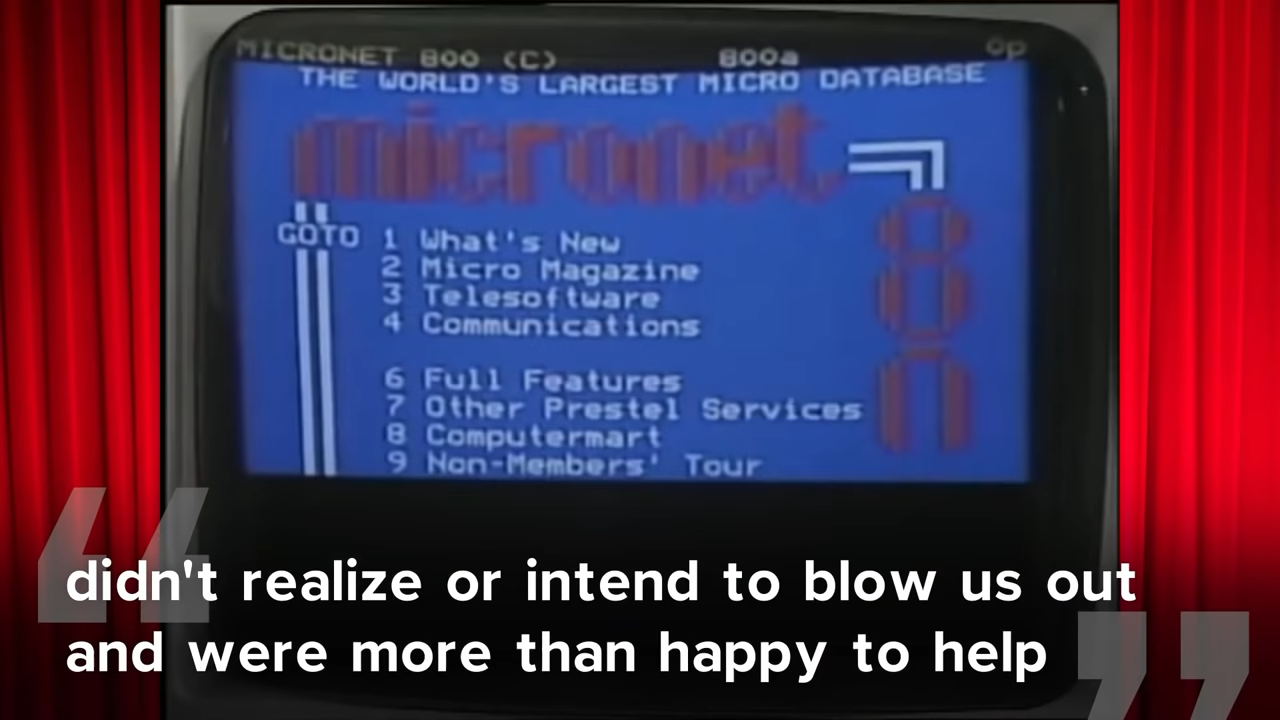 MICRONET 800 (C) 800a 0p
THE WORLD'S LARGEST MICRO DATABASE
micronet
800
GOTO 1 What's New
2 Micro Magazine
3 Telesoftware
4 Communications
6 Full Features
7 Other Prestel Services
8 Computermart
9 Non-Members' Tour
“
didn't realize or intend to blow us out
and were more than happy to help
”